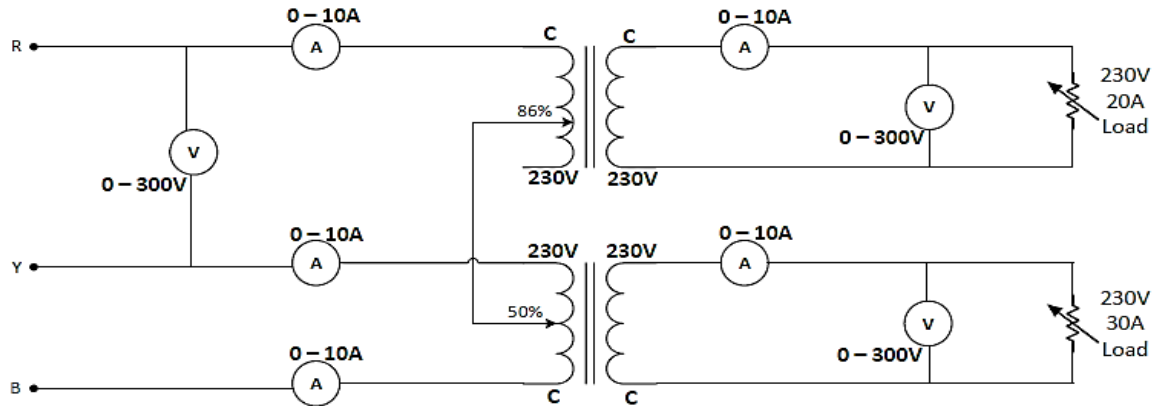 0 – 10A
0 – 10A
R
A
C
C
A
230V
20A
Load
86%
V
0 – 300V
V
0 – 300V
230V
230V
0 – 10A
230V
230V
0 – 10A
Y
A
A
230V
30A
Load
50%
V
0 – 10A
0 – 300V
B
A
C
C